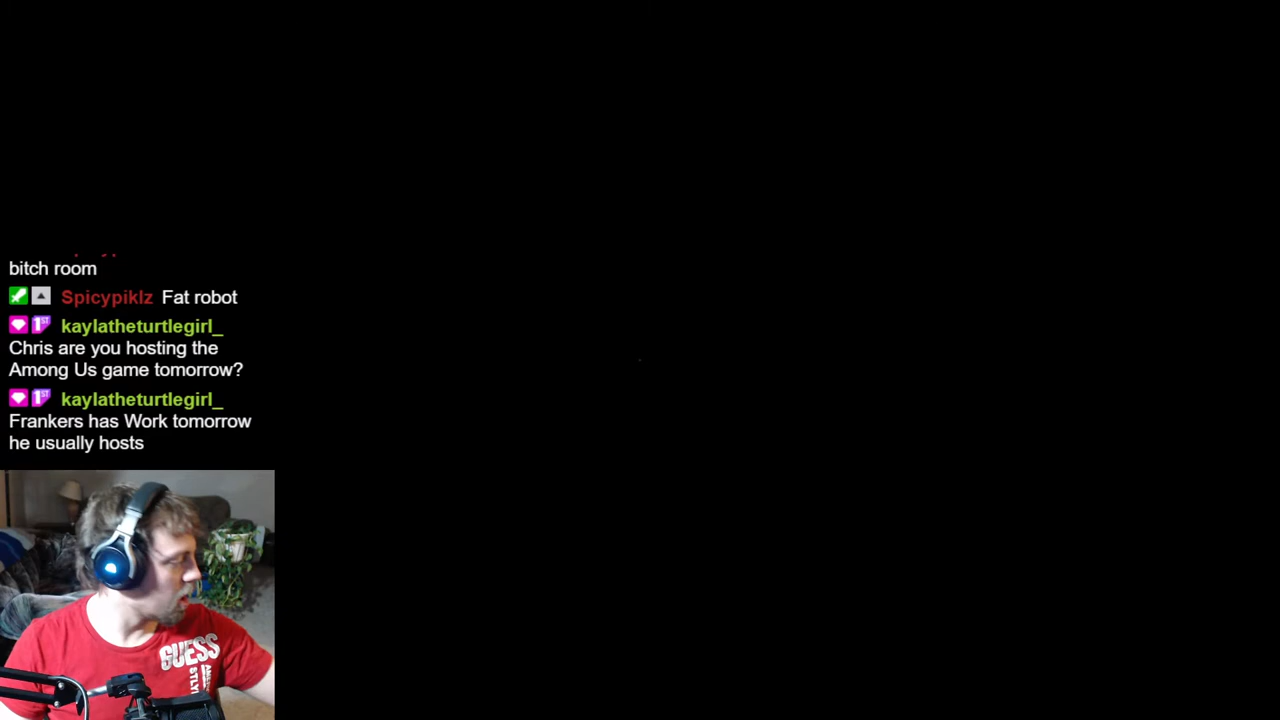 bitch room
Spicypiklz Fat robot
kaylatheturtlegirl_
Chris are you hosting the
Among Us game tomorrow?
kaylatheturtlegirl_
Frankers has Work tomorrow
he usually hosts
GUESS